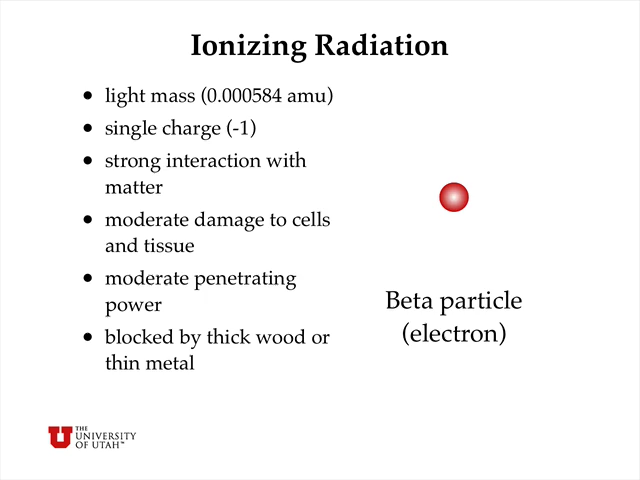 Ionizing Radiation
• light mass (0.000584 amu)
• single charge (-1)
• strong interaction with
matter
• moderate damage to cells
and tissue
• moderate penetrating
power
• blocked by thick wood or
thin metal
Beta particle
(electron)
U THE
UNIVERSITY
OF UTAH™